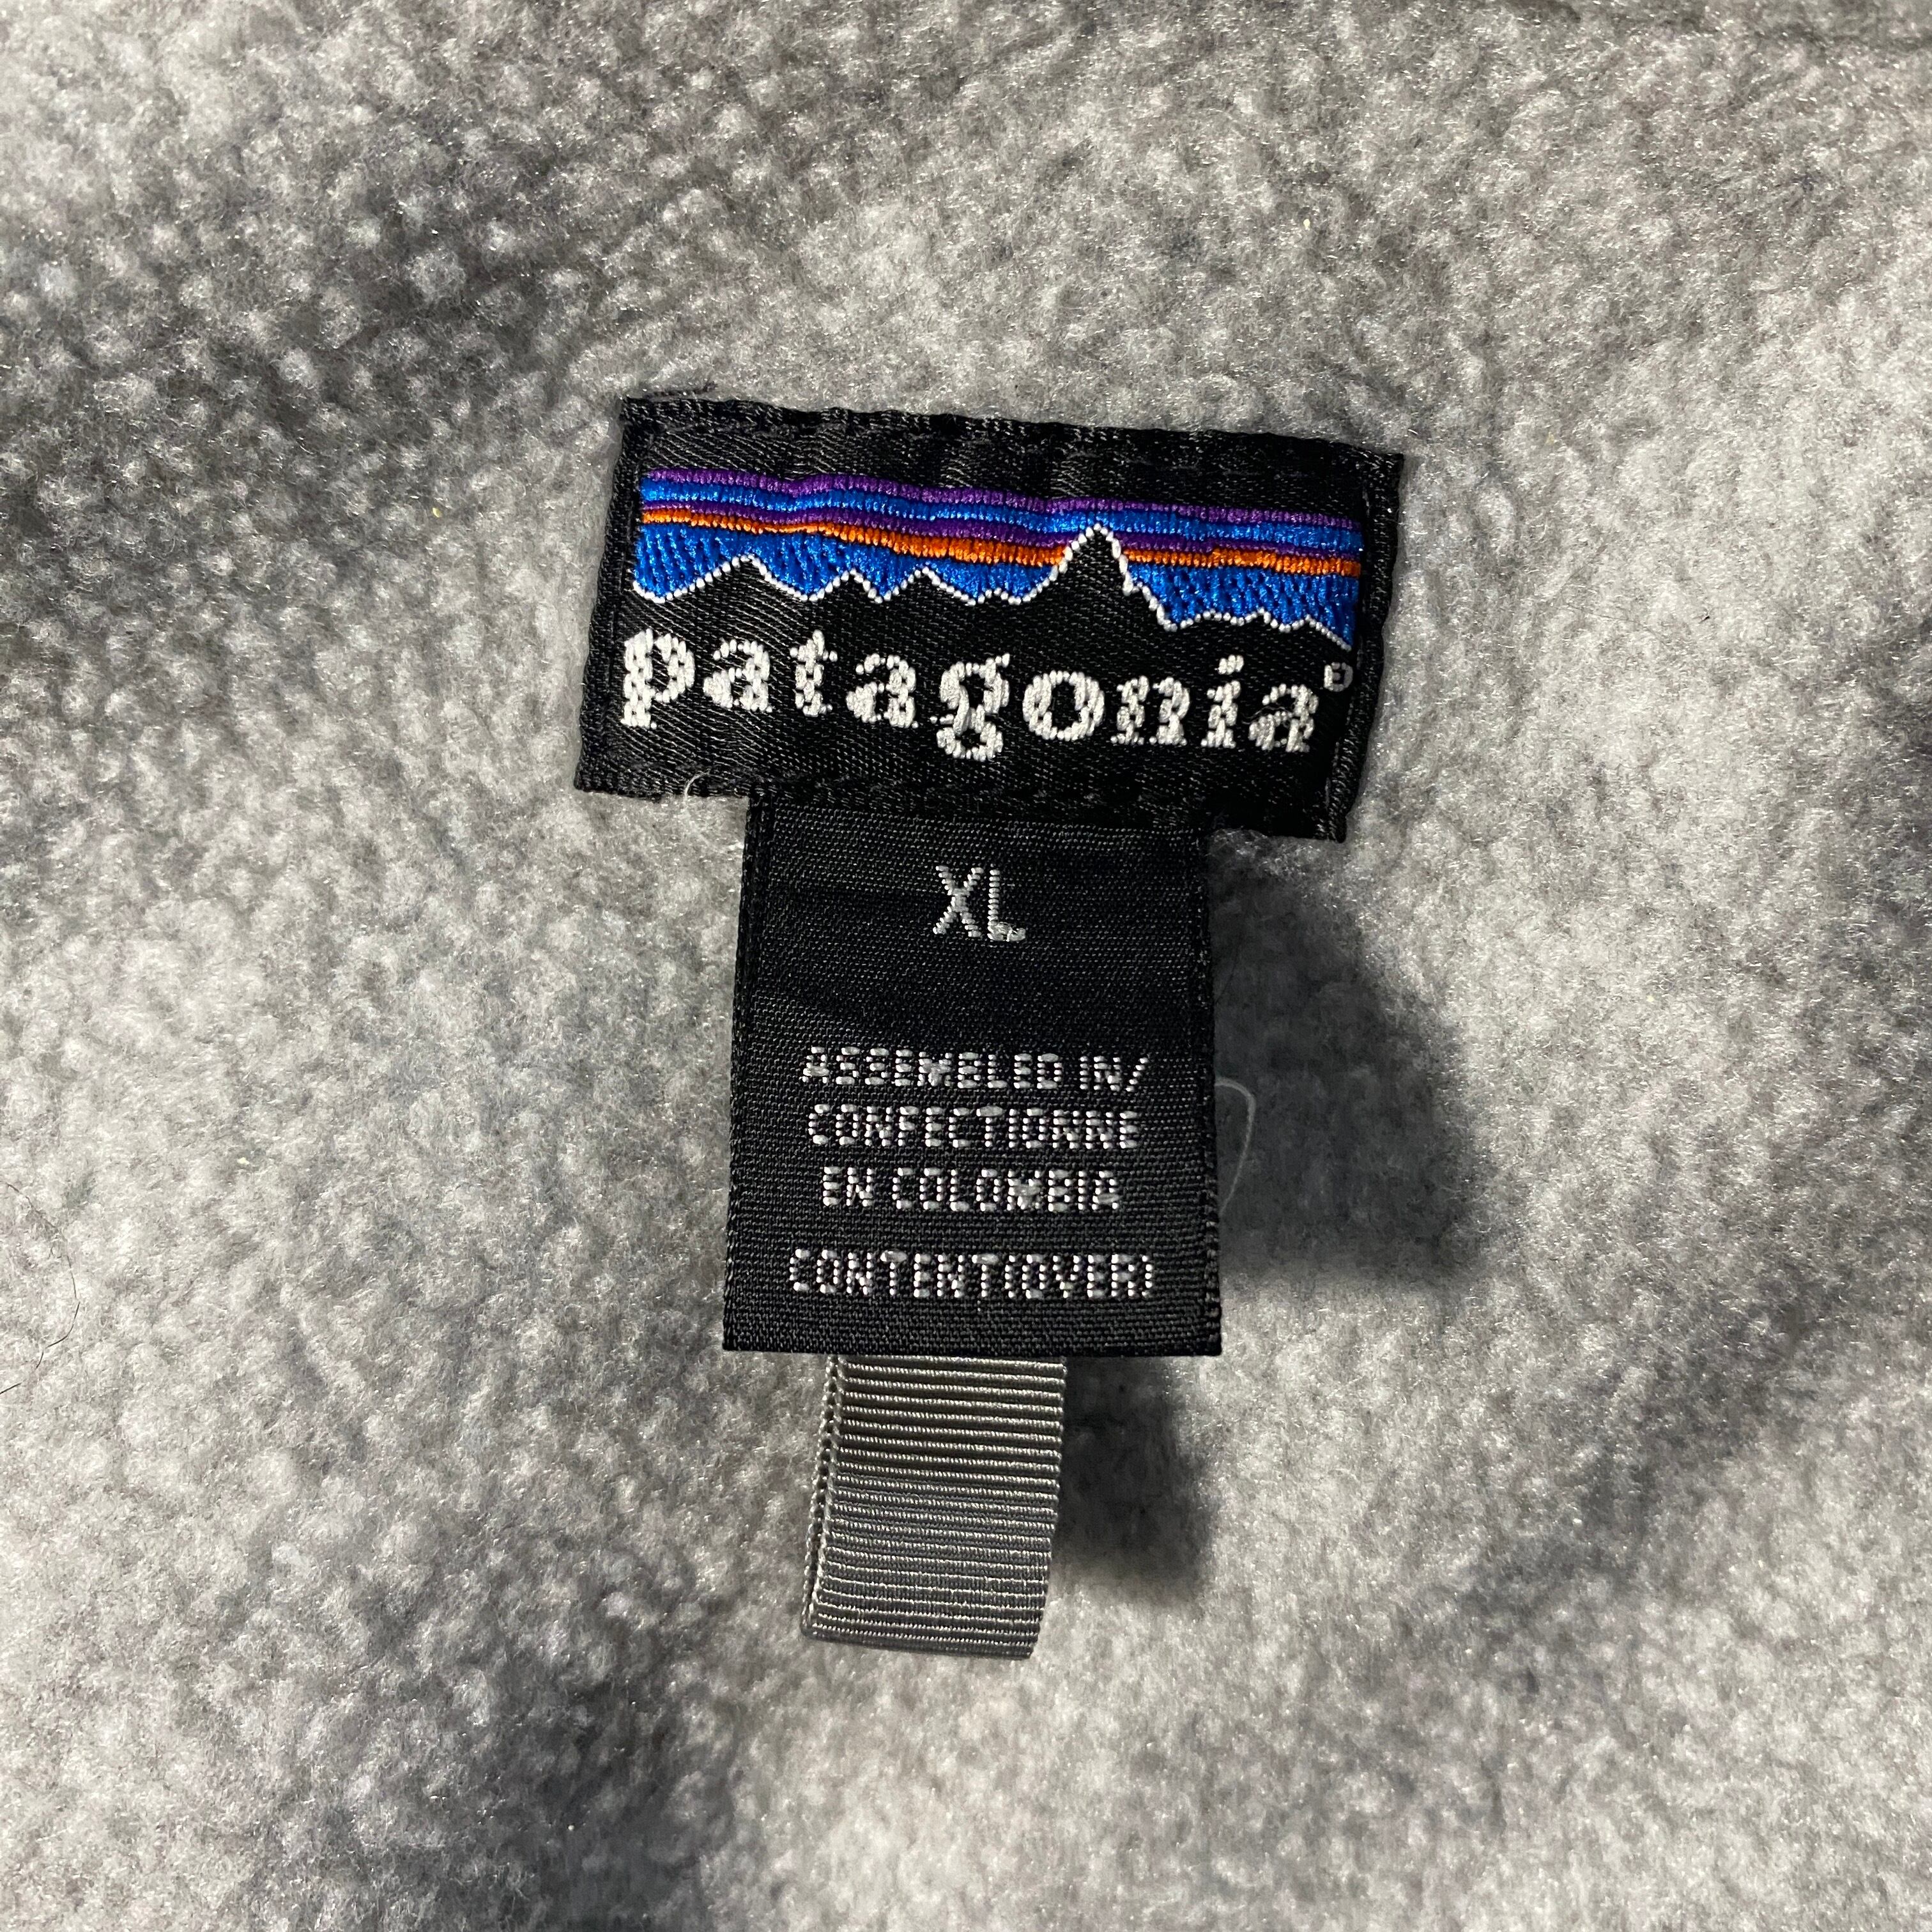 patagonia®
XL
ASSEMBLED IN/
CONFECTIONNE
EN COLOMBIA
CONTENT(OVER)